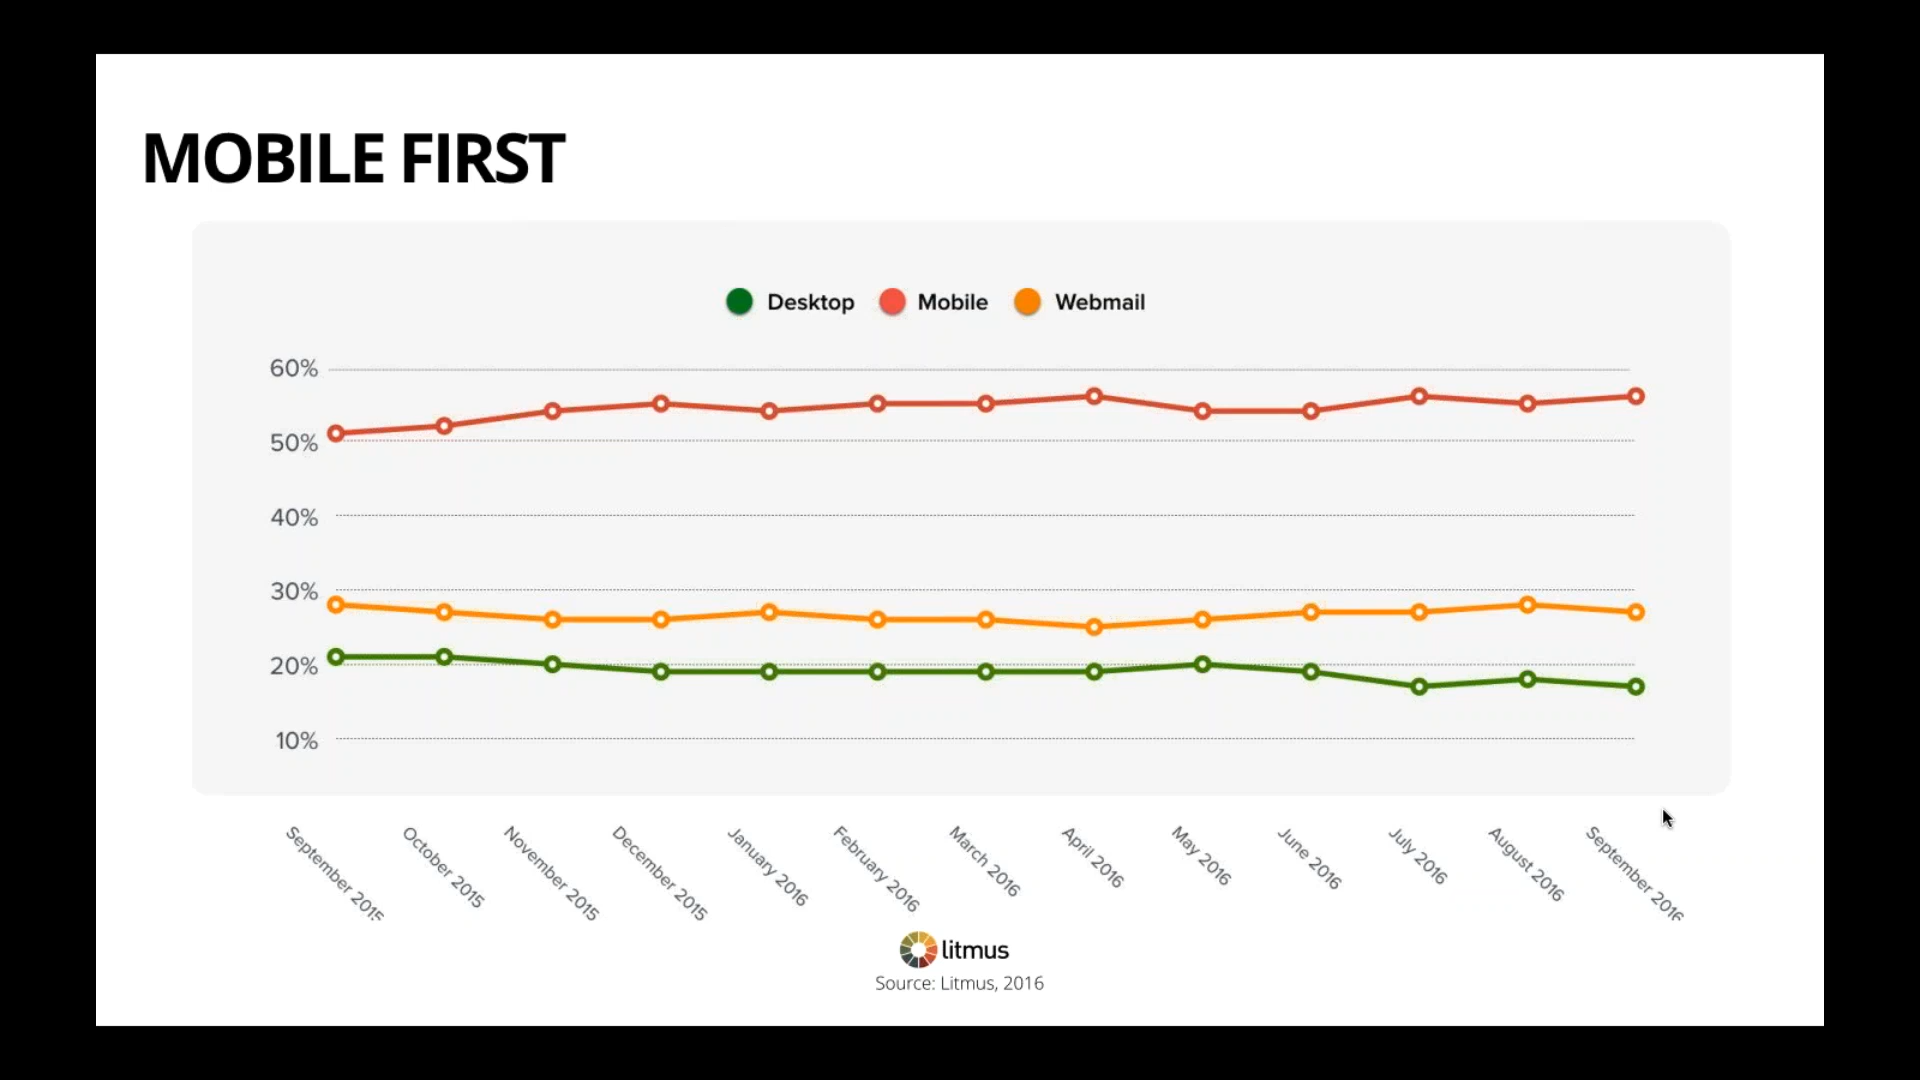 MOBILE FIRST
Desktop Mobile Webmail
60%
50%
40%
30%
20%
10%
September 2015 October 2015 November 2015 December 2015 January 2016 February 2016 March 2016 April 2016 May 2016 June 2016 July 2016 August 2016 September 2016
litmus
Source: Litmus, 2016